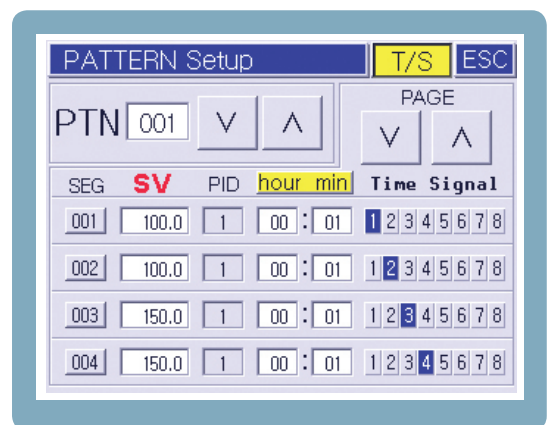 PATTERN Setup T/S ESC
PTN 001 V Λ PAGE V Λ
SEG SV PID hour min Time Signal
001 100.0 1 00 : 01 1 2 3 4 5 6 7 8
002 100.0 1 00 : 01 1 2 3 4 5 6 7 8
003 150.0 1 00 : 01 1 2 3 4 5 6 7 8
004 150.0 1 00 : 01 1 2 3 4 5 6 7 8